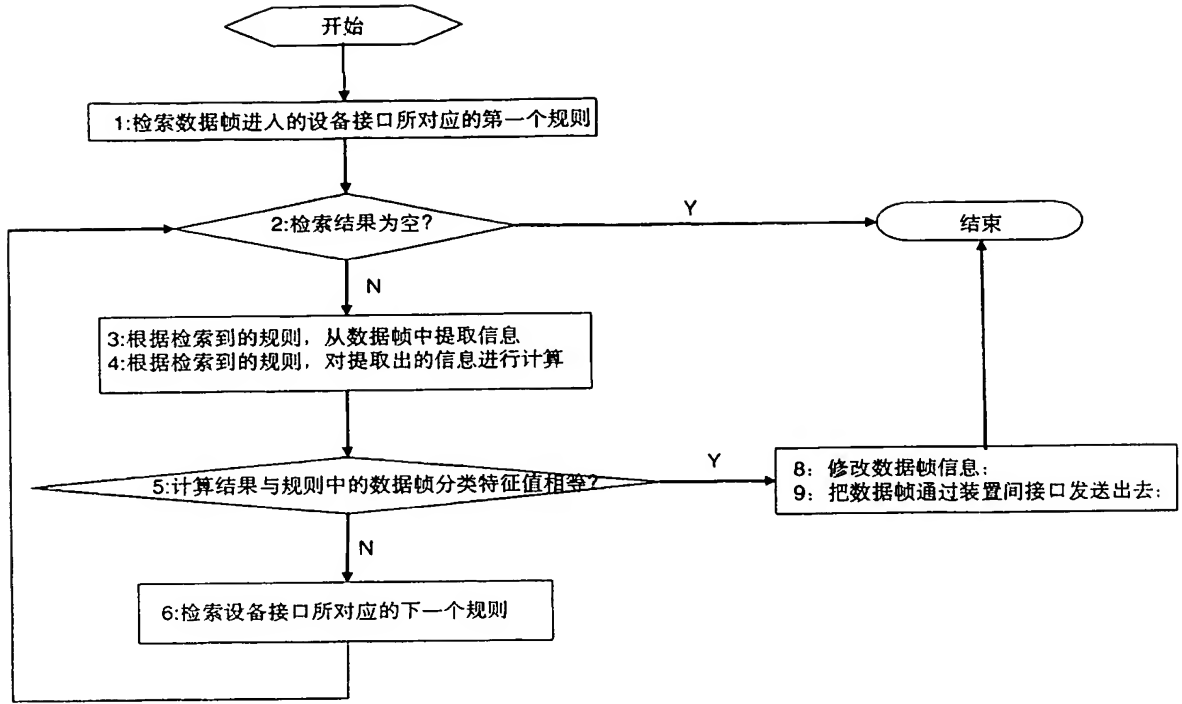 开始
1:检索数据帧进入的设备接口所对应的第一个规则
2:检索结果为空?
Y
结束
N
3:根据检索到的规则，从数据帧中提取信息
4:根据检索到的规则，对提取出的信息进行计算
5:计算结果与规则中的数据帧分类特征值相等?
Y
8：修改数据帧信息；
9：把数据帧通过装置间接口发送出去；
N
6:检索设备接口所对应的下一个规则